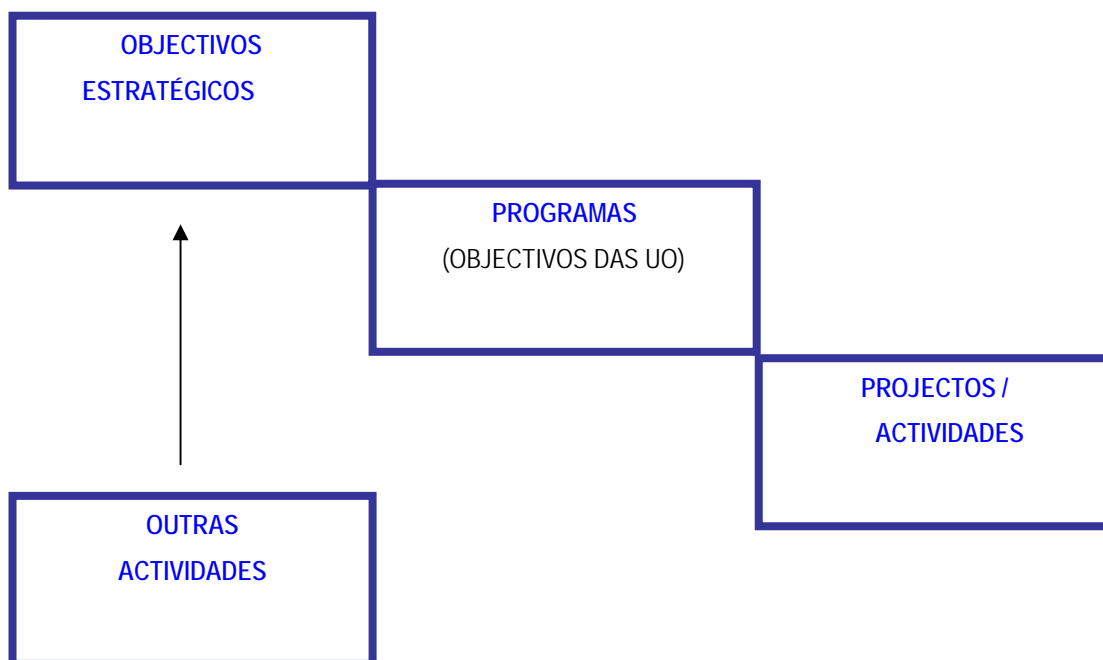 OBJECTIVOS
ESTRATÉGICOS
PROGRAMAS
(OBJECTIVOS DAS UO)
PROJECTOS /
ACTIVIDADES
OUTRAS
ACTIVIDADES